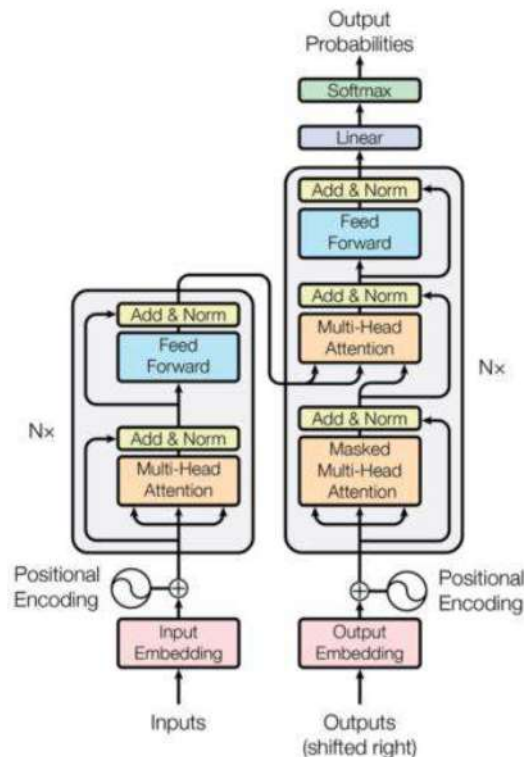 Output
Probabilities
Softmax
Linear
Add & Norm
Feed
Forward
Add & Norm
Multi-Head
Attention
Add & Norm
Masked
Multi-Head
Attention
N×
Add & Norm
Feed
Forward
Add & Norm
Multi-Head
Attention
N×
Positional
Encoding
Positional
Encoding
Input
Embedding
Output
Embedding
Inputs
Outputs
(shifted right)